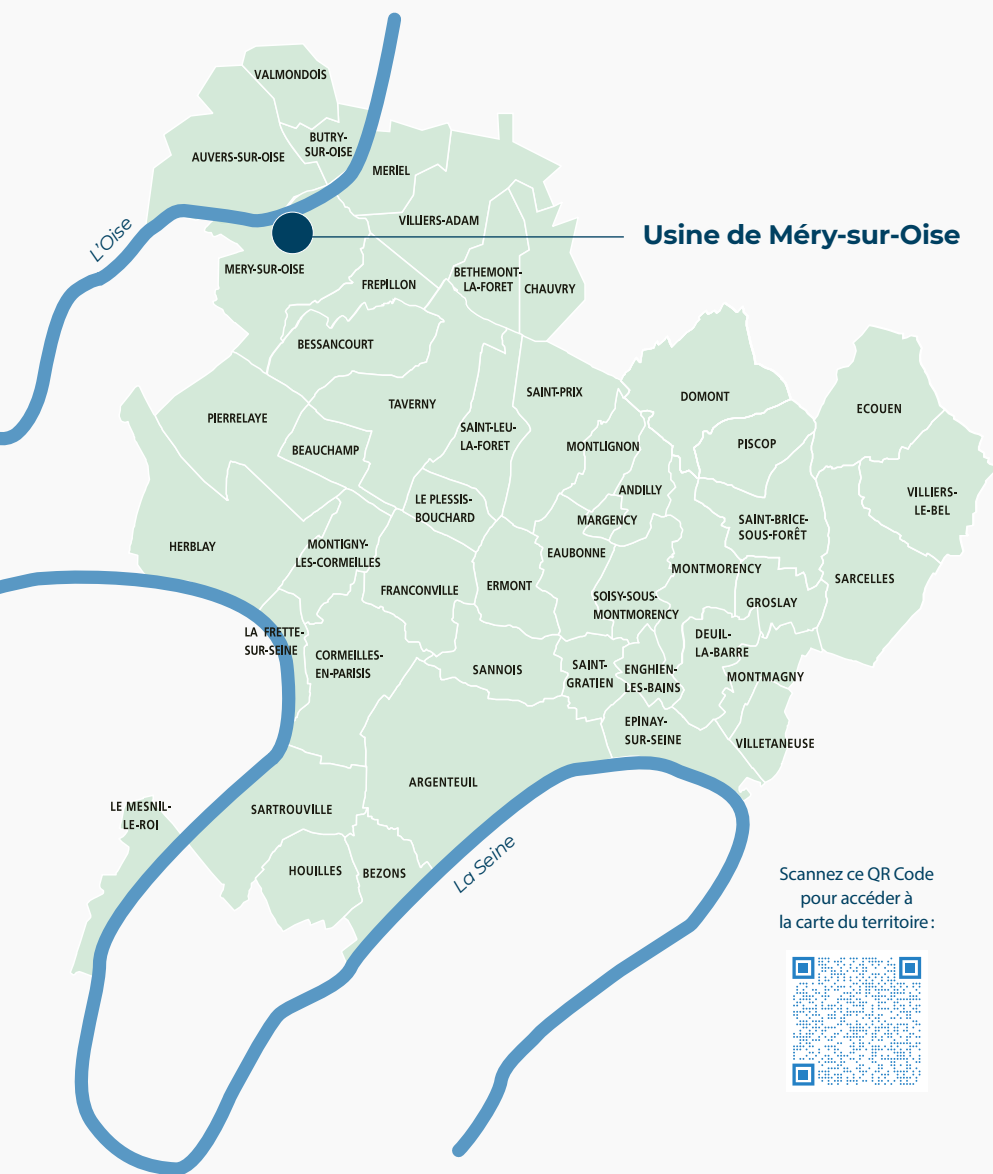 VALMONDOIS
BUTRY-
SUR-OISE
AUVERS-SUR-OISE
MERIEL
L'Oise
VILLIERS-ADAM
Usine de Méry-sur-Oise
MERY-SUR-OISE
FREPILLON
BETHEMONT-
LA-FORET
CHAUVRY
BESSANCOURT
SAINT-PRIX
DOMONT
TAVERNY
ECOUEN
PIERRELAYE
SAINT-LEU-
LA-FORET
BEAUCHAMP
MONTLIGNON
PISCOP
ANDILLY
VILLIERS-
LE-BEL
LE PLESSIS-
BOUCHARD
MARGENCY
SAINT-BRICE-
SOUS-FORÊT
HERBLAY
MONTIGNY-
LES-CORMEILLES
EAUBONNE
MONTMORENCY
SARCELLES
FRANCONVILLE
ERMONT
SOISY-SOUS-
MONTMORENCY
GROSLAY
LA FRETTE-
SUR-SEINE
DEUIL-
LA-BARRE
CORMEILLES-
EN-PARISIS
SANNOIS
SAINT-
GRATIEN
ENGHIEN-
LES-BAINS
MONTMAGNY
EPINAY-
SUR-SEINE
VILLETANEUSE
ARGENTEUIL
LE MESNIL-
LE-ROI
SARTROUVILLE
HOUILLES
BEZONS
La Seine
Scannez ce QR Code
pour accéder à
la carte du territoire :